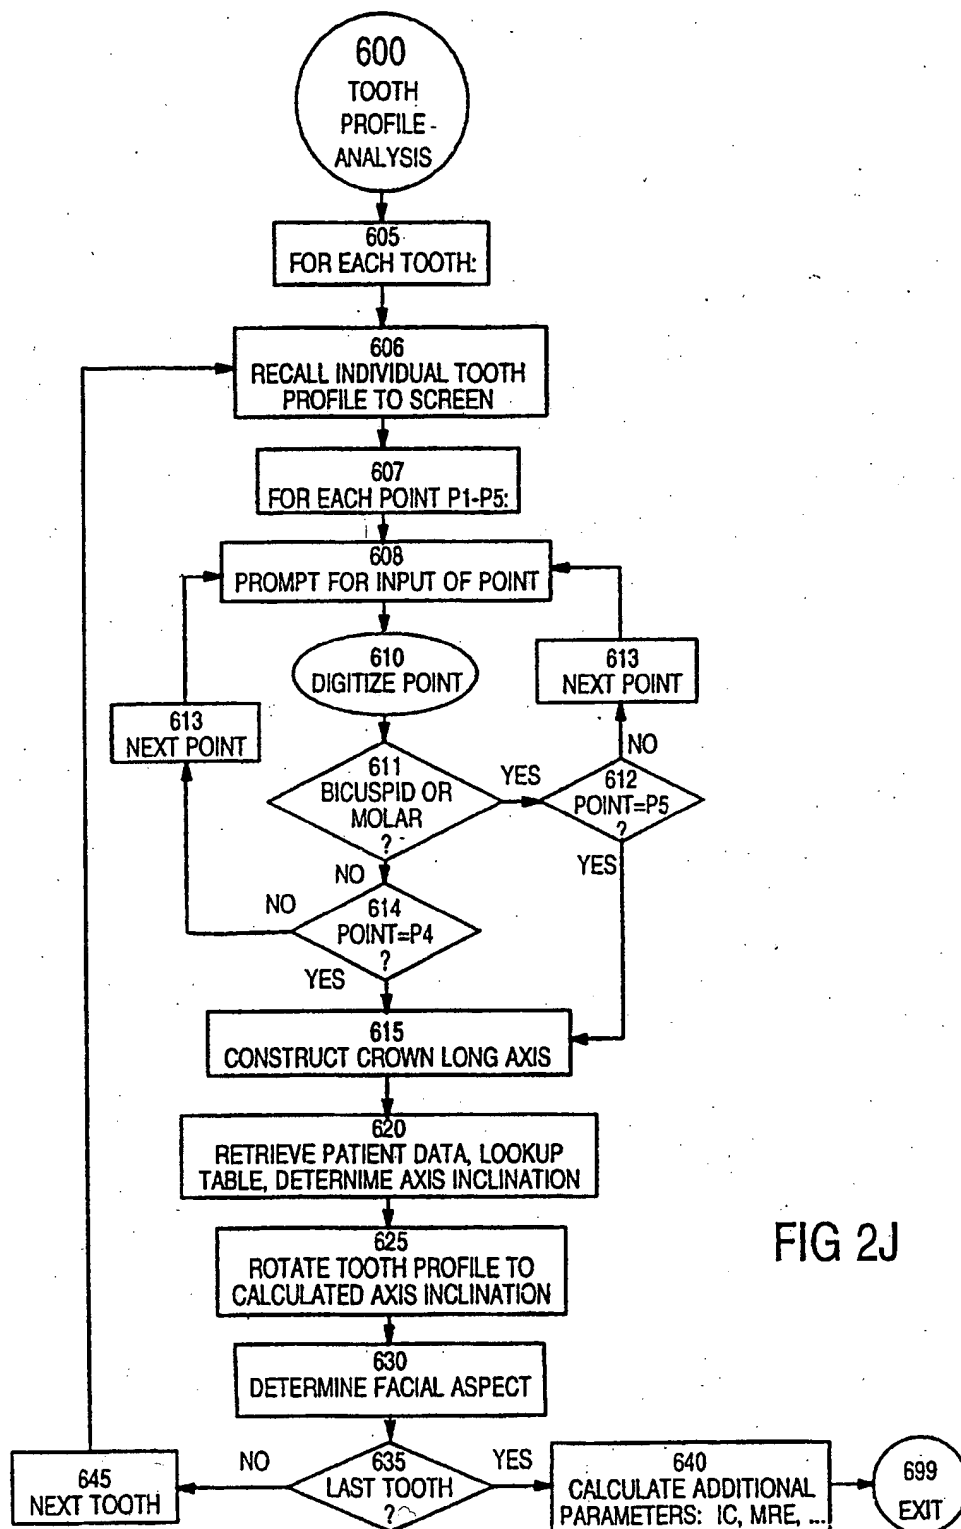 600
TOOTH
PROFILE-
ANALYSIS
605
FOR EACH TOOTH:
606
RECALL INDIVIDUAL TOOTH
PROFILE TO SCREEN
607
FOR EACH POINT P1-P5:
608
PROMPT FOR INPUT OF POINT
610
DIGITIZE POINT
613
NEXT POINT
613
NEXT POINT
611
BICUSPID OR
MOLAR
?
YES
NO
612
POINT=P5
?
YES
NO
614
POINT=P4
?
NO
YES
615
CONSTRUCT CROWN LONG AXIS
620
RETRIEVE PATIENT DATA, LOOKUP
TABLE, DETERNIME AXIS INCLINATION
625
ROTATE TOOTH PROFILE TO
CALCULATED AXIS INCLINATION
FIG 2J
630
DETERMINE FACIAL ASPECT
645
NEXT TOOTH
NO
635
LAST TOOTH
?
YES
640
CALCULATE ADDITIONAL
PARAMETERS: IC, MRE, ...
699
EXIT